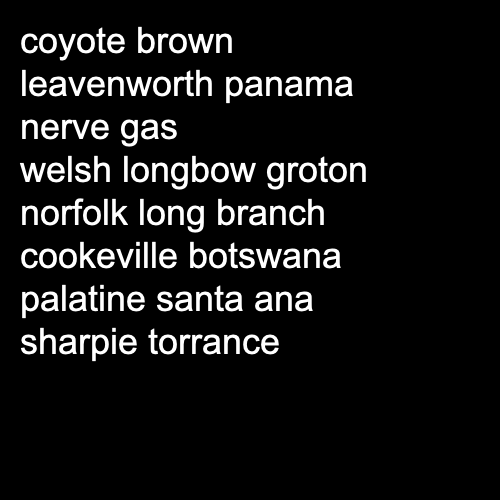 coyote brown
leavenworth panama
nerve gas
welsh longbow groton
norfolk long branch
cookeville botswana
palatine santa ana
sharpie torrance